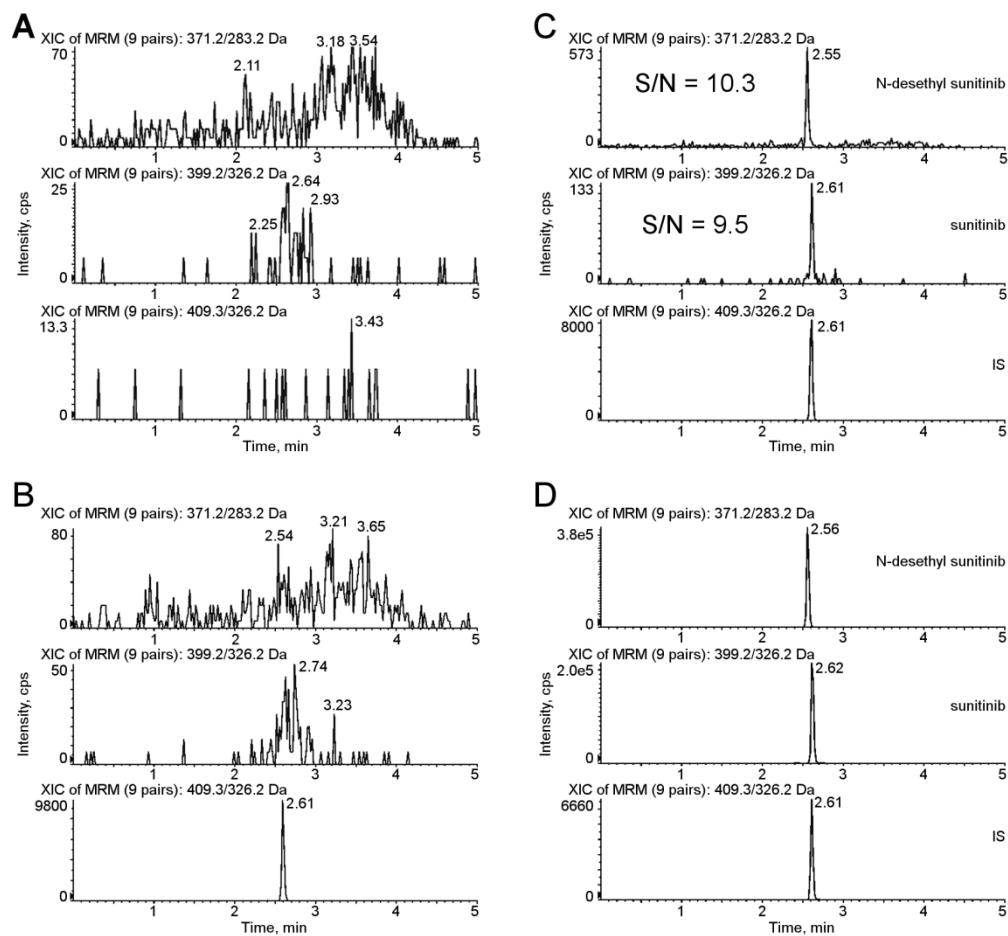 A
XIC of MRM (9 pairs): 371.2/283.2 Da
70
0
2.11
3.18
3.54
1 2 3 4 5
XIC of MRM (9 pairs): 399.2/326.2 Da
25
0
2.25
2.64
2.93
Intensity, cps
1 2 3 4 5
XIC of MRM (9 pairs): 409.3/326.2 Da
13.3
0
3.43
1 2 3 4 5
Time, min
C
XIC of MRM (9 pairs): 371.2/283.2 Da
573
0
2.55
S/N = 10.3
N-desethyl sunitinib
1 2 3 4 5
XIC of MRM (9 pairs): 399.2/326.2 Da
133
0
2.61
S/N = 9.5
sunitinib
Intensity, cps
1 2 3 4 5
XIC of MRM (9 pairs): 409.3/326.2 Da
8000
0
2.61
IS
1 2 3 4 5
Time, min
B
XIC of MRM (9 pairs): 371.2/283.2 Da
80
0
2.54
3.21
3.65
1 2 3 4 5
XIC of MRM (9 pairs): 399.2/326.2 Da
50
0
2.74
3.23
Intensity, cps
1 2 3 4 5
XIC of MRM (9 pairs): 409.3/326.2 Da
9800
0
2.61
1 2 3 4 5
Time, min
D
XIC of MRM (9 pairs): 371.2/283.2 Da
3.8e5
0
2.56
N-desethyl sunitinib
1 2 3 4 5
XIC of MRM (9 pairs): 399.2/326.2 Da
2.0e5
0
2.62
sunitinib
Intensity, cps
1 2 3 4 5
XIC of MRM (9 pairs): 409.3/326.2 Da
6660
0
2.61
IS
1 2 3 4 5
Time, min